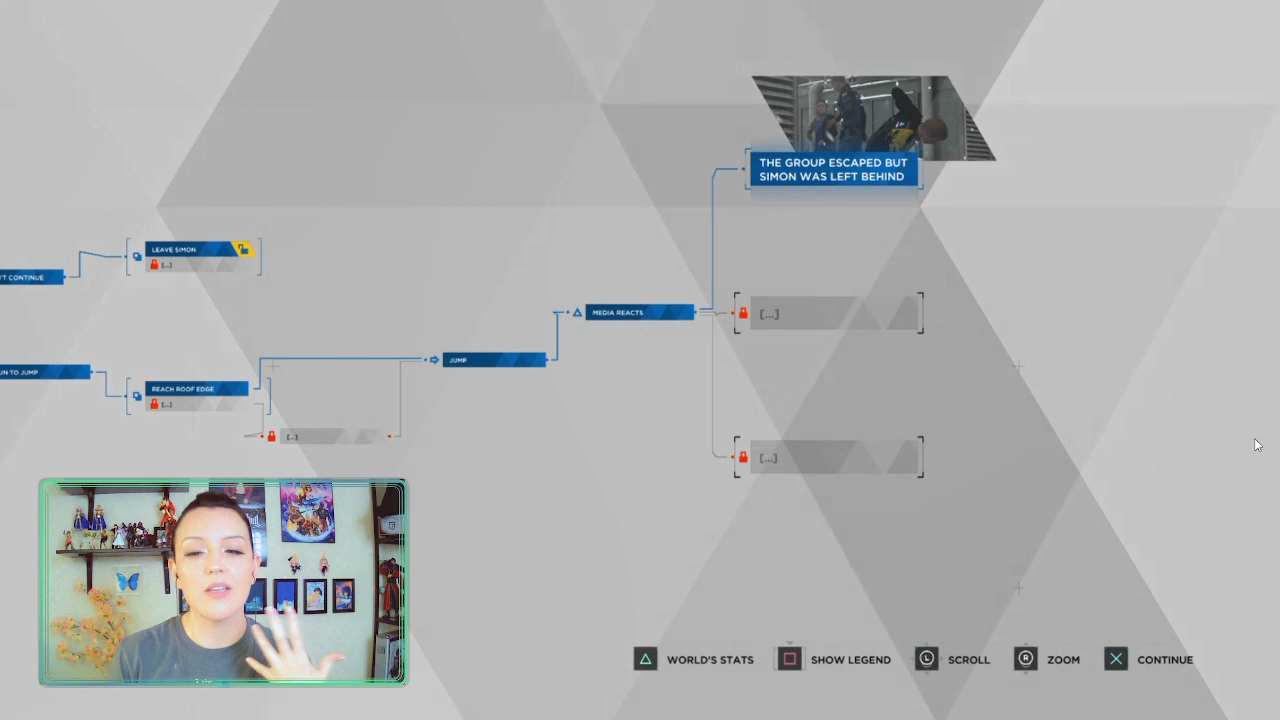 THE GROUP ESCAPED BUT
SIMON WAS LEFT BEHIND
LEAVE SIMON
[...]
'T CONTINUE
[...]
MEDIA REACTS
JUMP
UN TO JUMP
REACH ROOF EDGE
[...]
[...]
[...]
WORLD'S STATS
SHOW LEGEND
L
SCROLL
R
ZOOM
CONTINUE